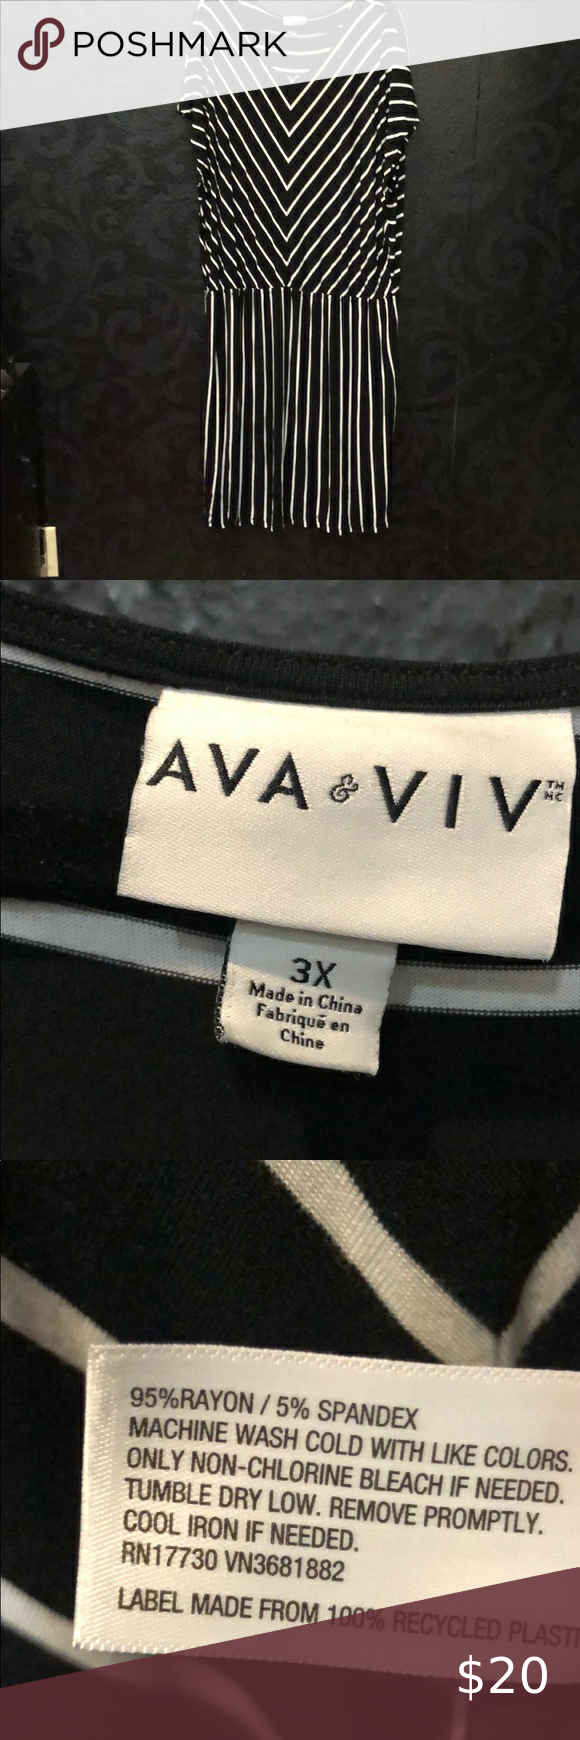 POSHMARK
AVA & VIV TM MC
3X
Made in China
Fabriqué en
Chine
95%RAYON / 5% SPANDEX
MACHINE WASH COLD WITH LIKE COLORS.
ONLY NON-CHLORINE BLEACH IF NEEDED.
TUMBLE DRY LOW. REMOVE PROMPTLY.
COOL IRON IF NEEDED.
RN17730 VN3681882
LABEL MADE FROM 100% RECYCLED PLASTI
$20